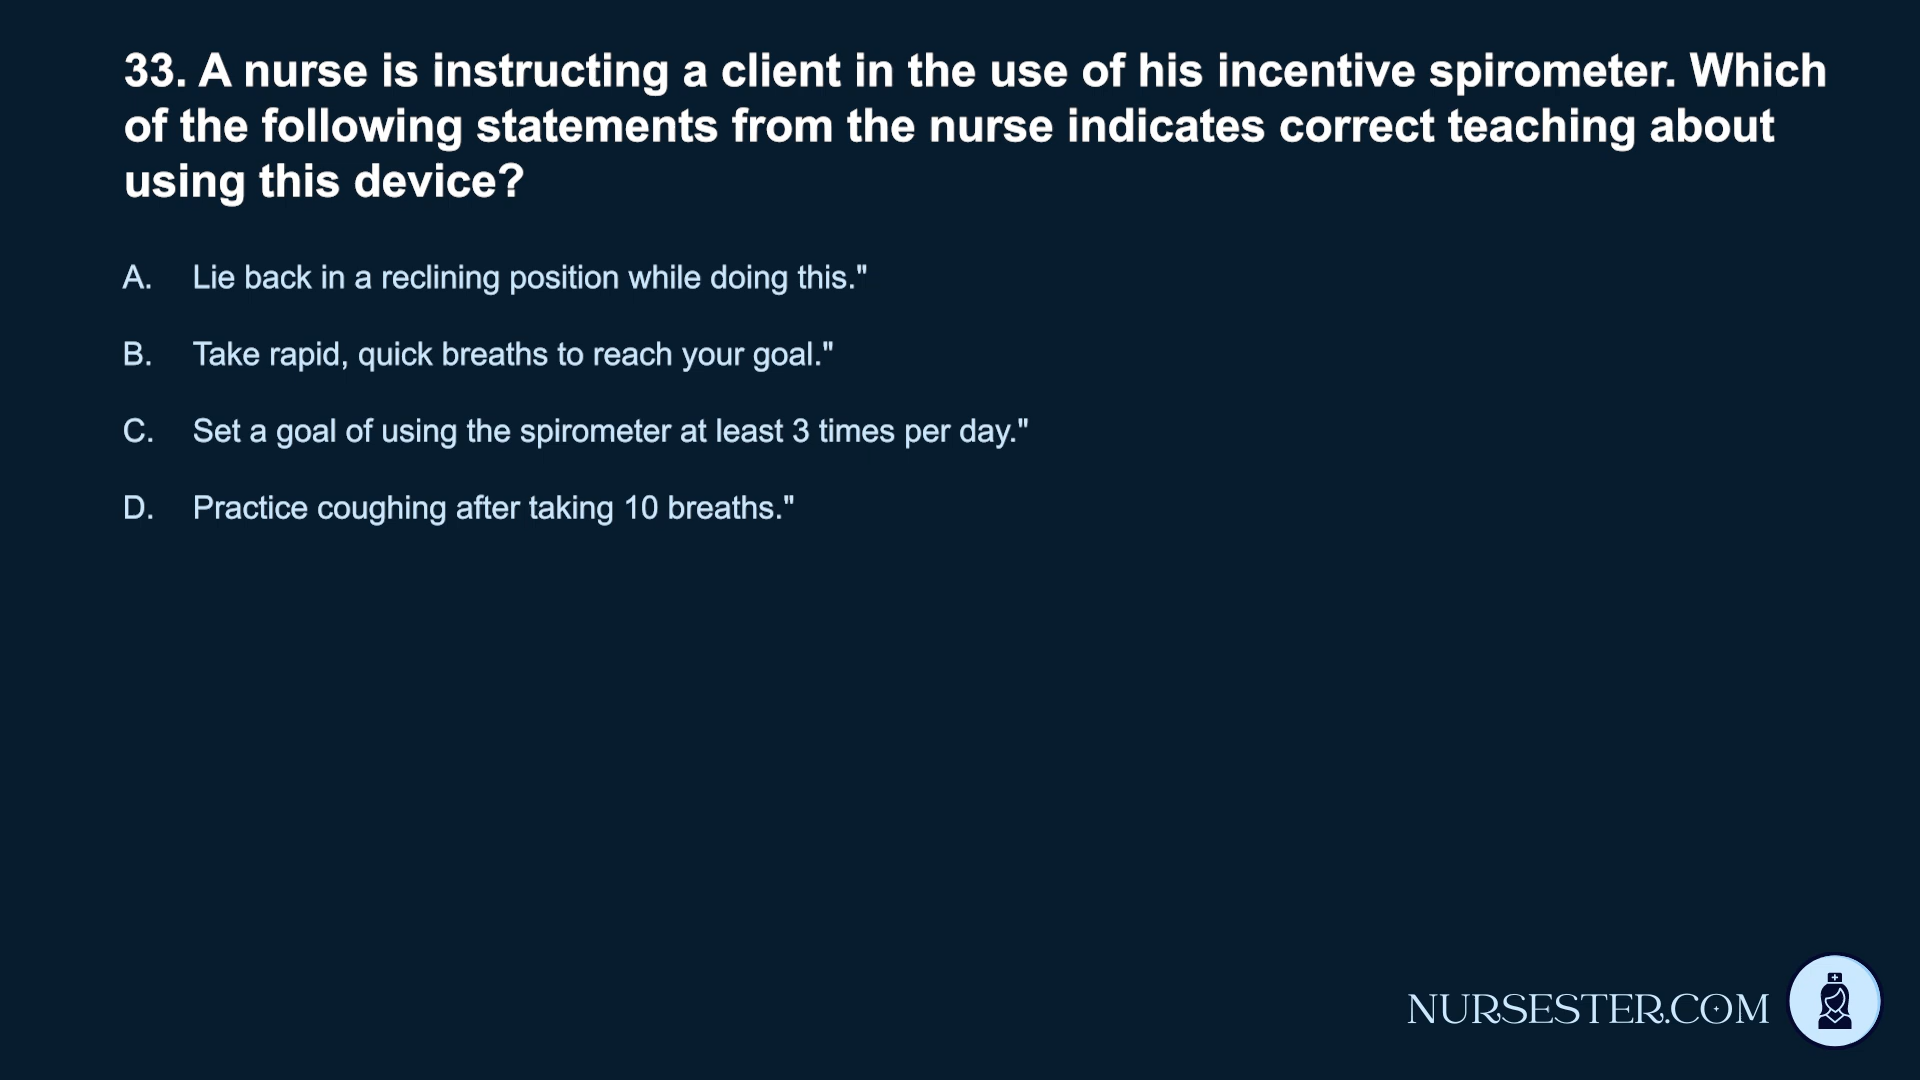 33. A nurse is instructing a client in the use of his incentive spirometer. Which
of the following statements from the nurse indicates correct teaching about
using this device?
A. Lie back in a reclining position while doing this."
B. Take rapid, quick breaths to reach your goal."
C. Set a goal of using the spirometer at least 3 times per day."
D. Practice coughing after taking 10 breaths."
NURSESTER.COM